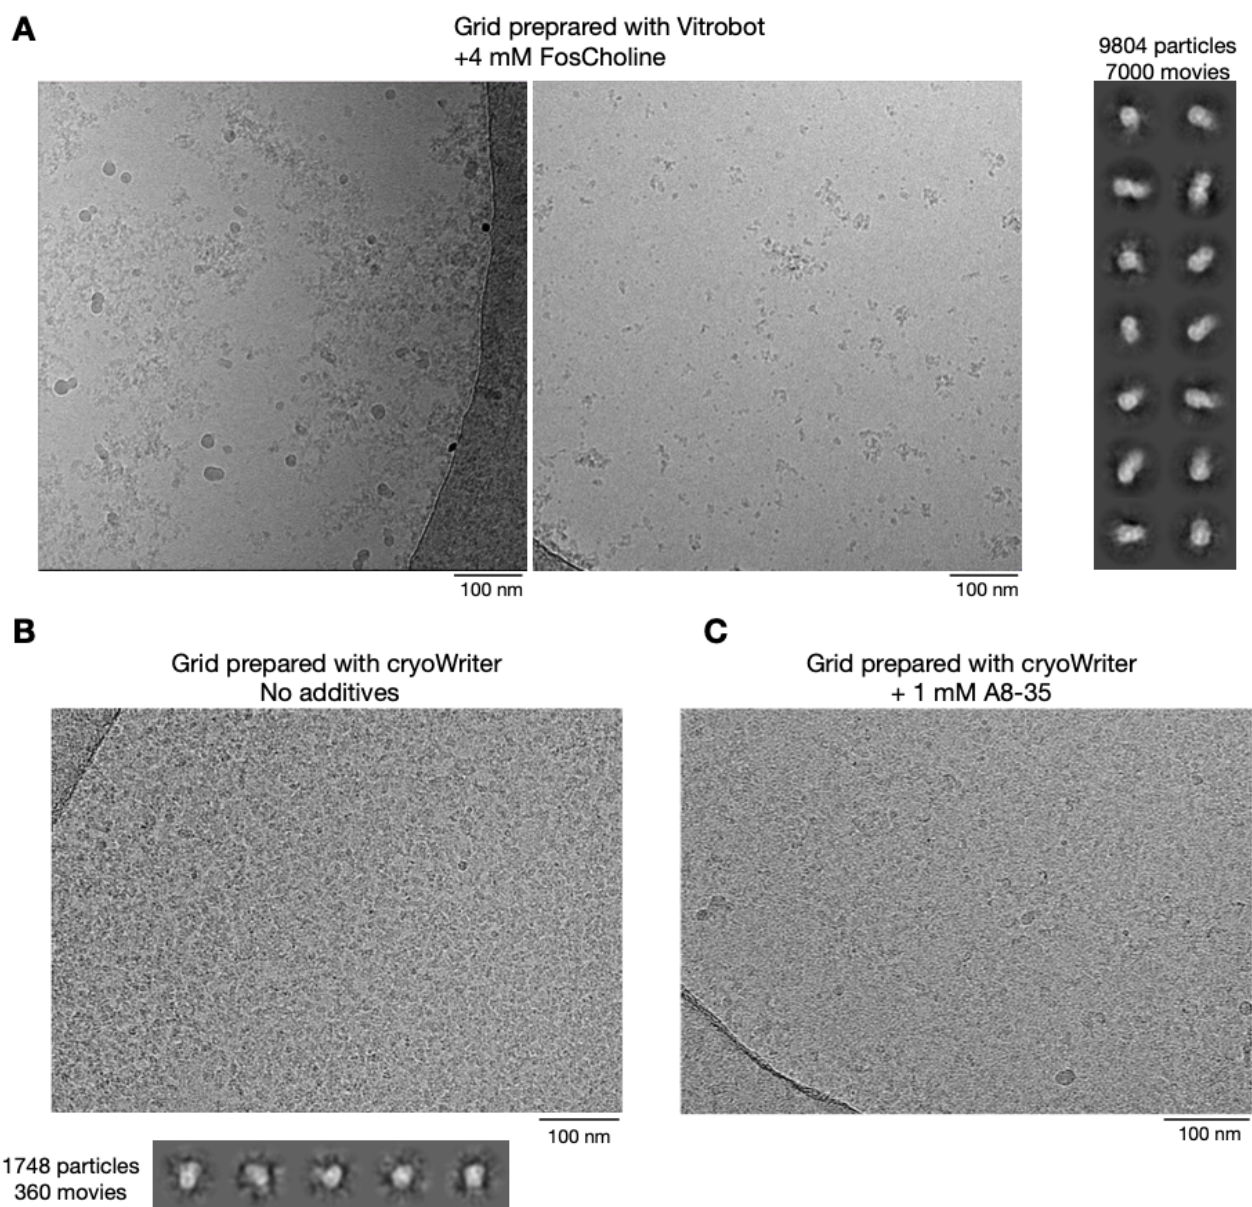 A
Grid preprared with Vitrobot
+4 mM FosCholine
9804 particles
7000 movies
100 nm
100 nm
B
Grid prepared with cryoWriter
No additives
100 nm
1748 particles
360 movies
C
Grid prepared with cryoWriter
+ 1 mM A8-35
100 nm